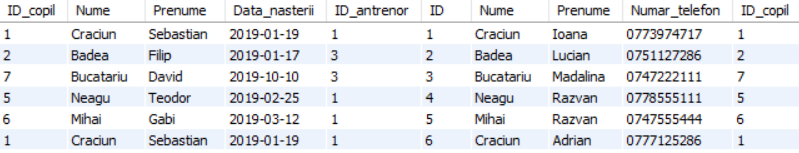 ID_copil Nume Prenume Data_nasterii ID_antrenor ID Nume Prenume Numar_telefon ID_copil
1 Craciun Sebastian 2019-01-19 1 1 Craciun Ioana 0773974717 1
2 Badea Filip 2019-01-17 3 2 Badea Lucian 0751127286 2
7 Bucatariu David 2019-10-10 3 3 Bucatariu Madalina 0747222111 7
5 Neagu Teodor 2019-02-25 1 4 Neagu Razvan 0778555111 5
6 Mihai Gabi 2019-03-12 1 5 Mihai Razvan 0747555444 6
1 Craciun Sebastian 2019-01-19 1 6 Craciun Adrian 0777125286 1